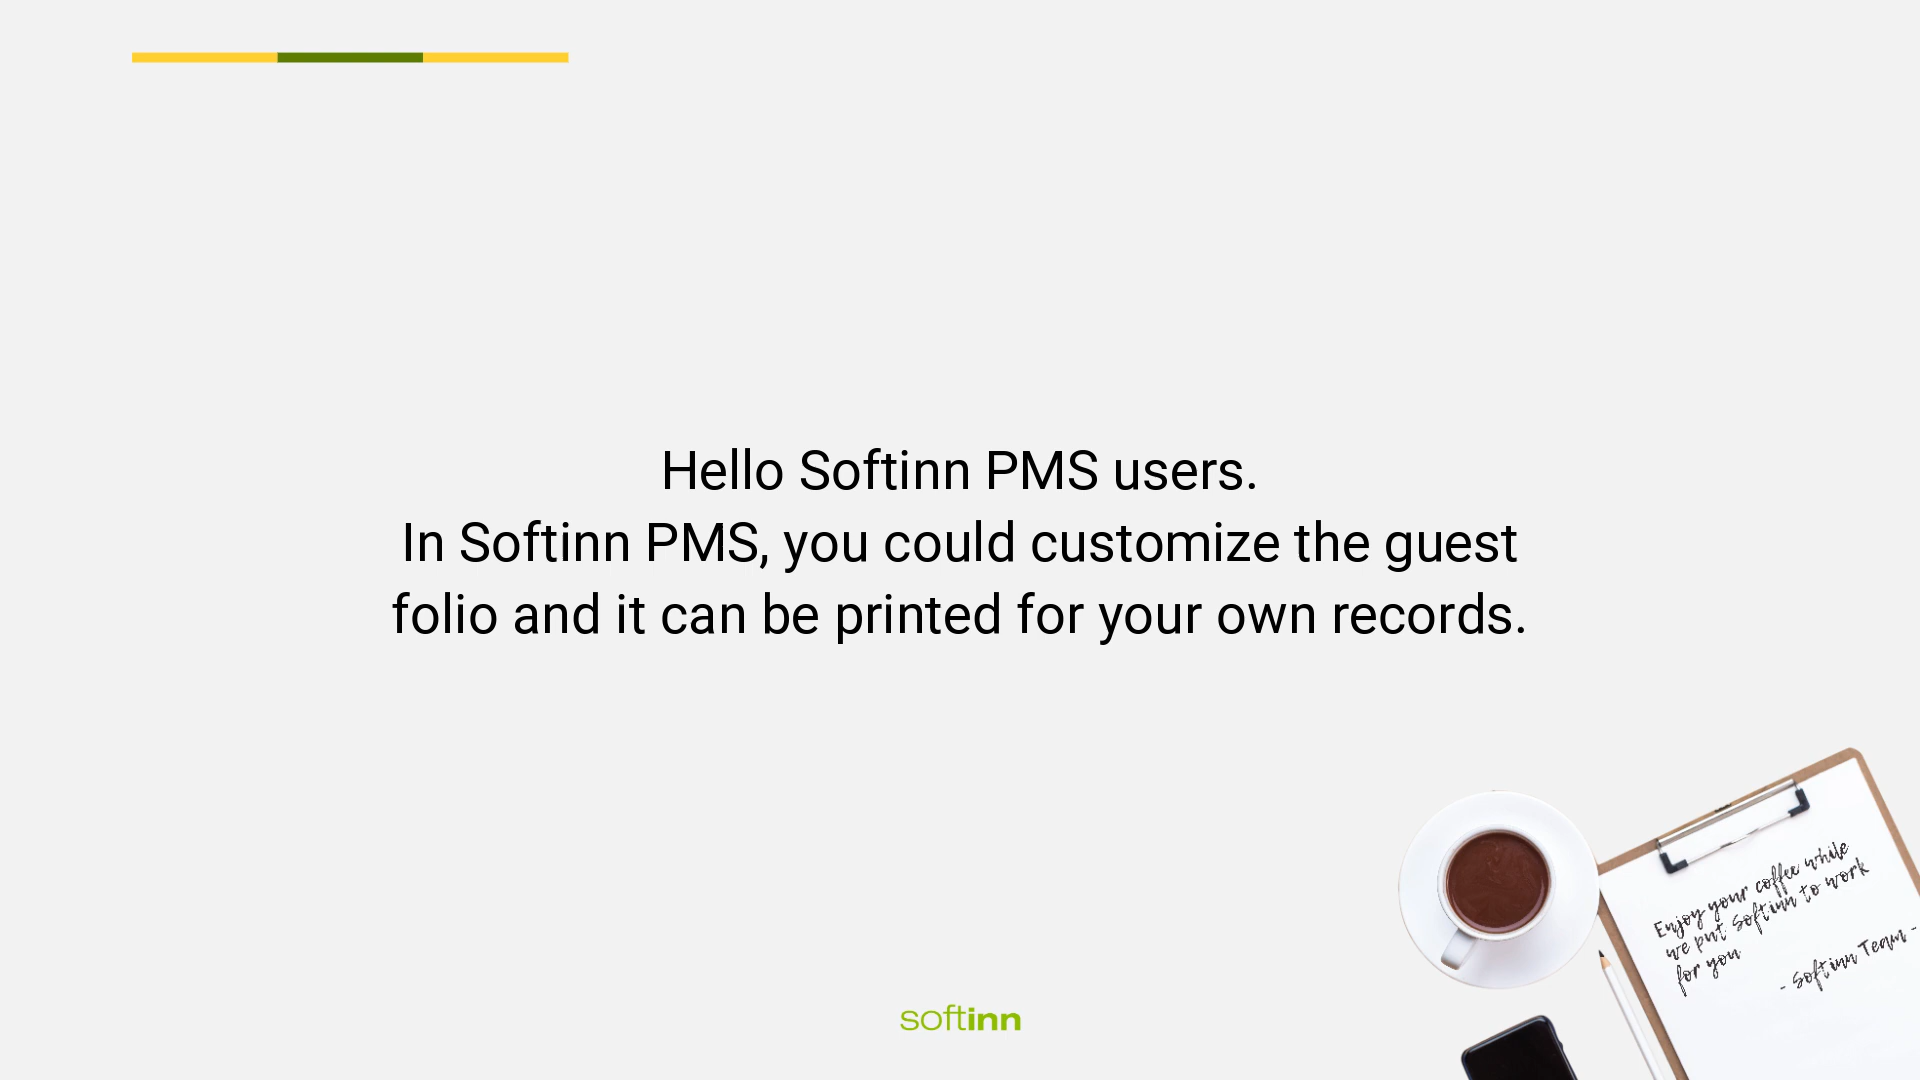 Hello Softinn PMS users.
In Softinn PMS, you could customize the guest
folio and it can be printed for your own records.
Enjoy your coffee while
we put Softinn to work
for you
- Softinn Team -
softinn